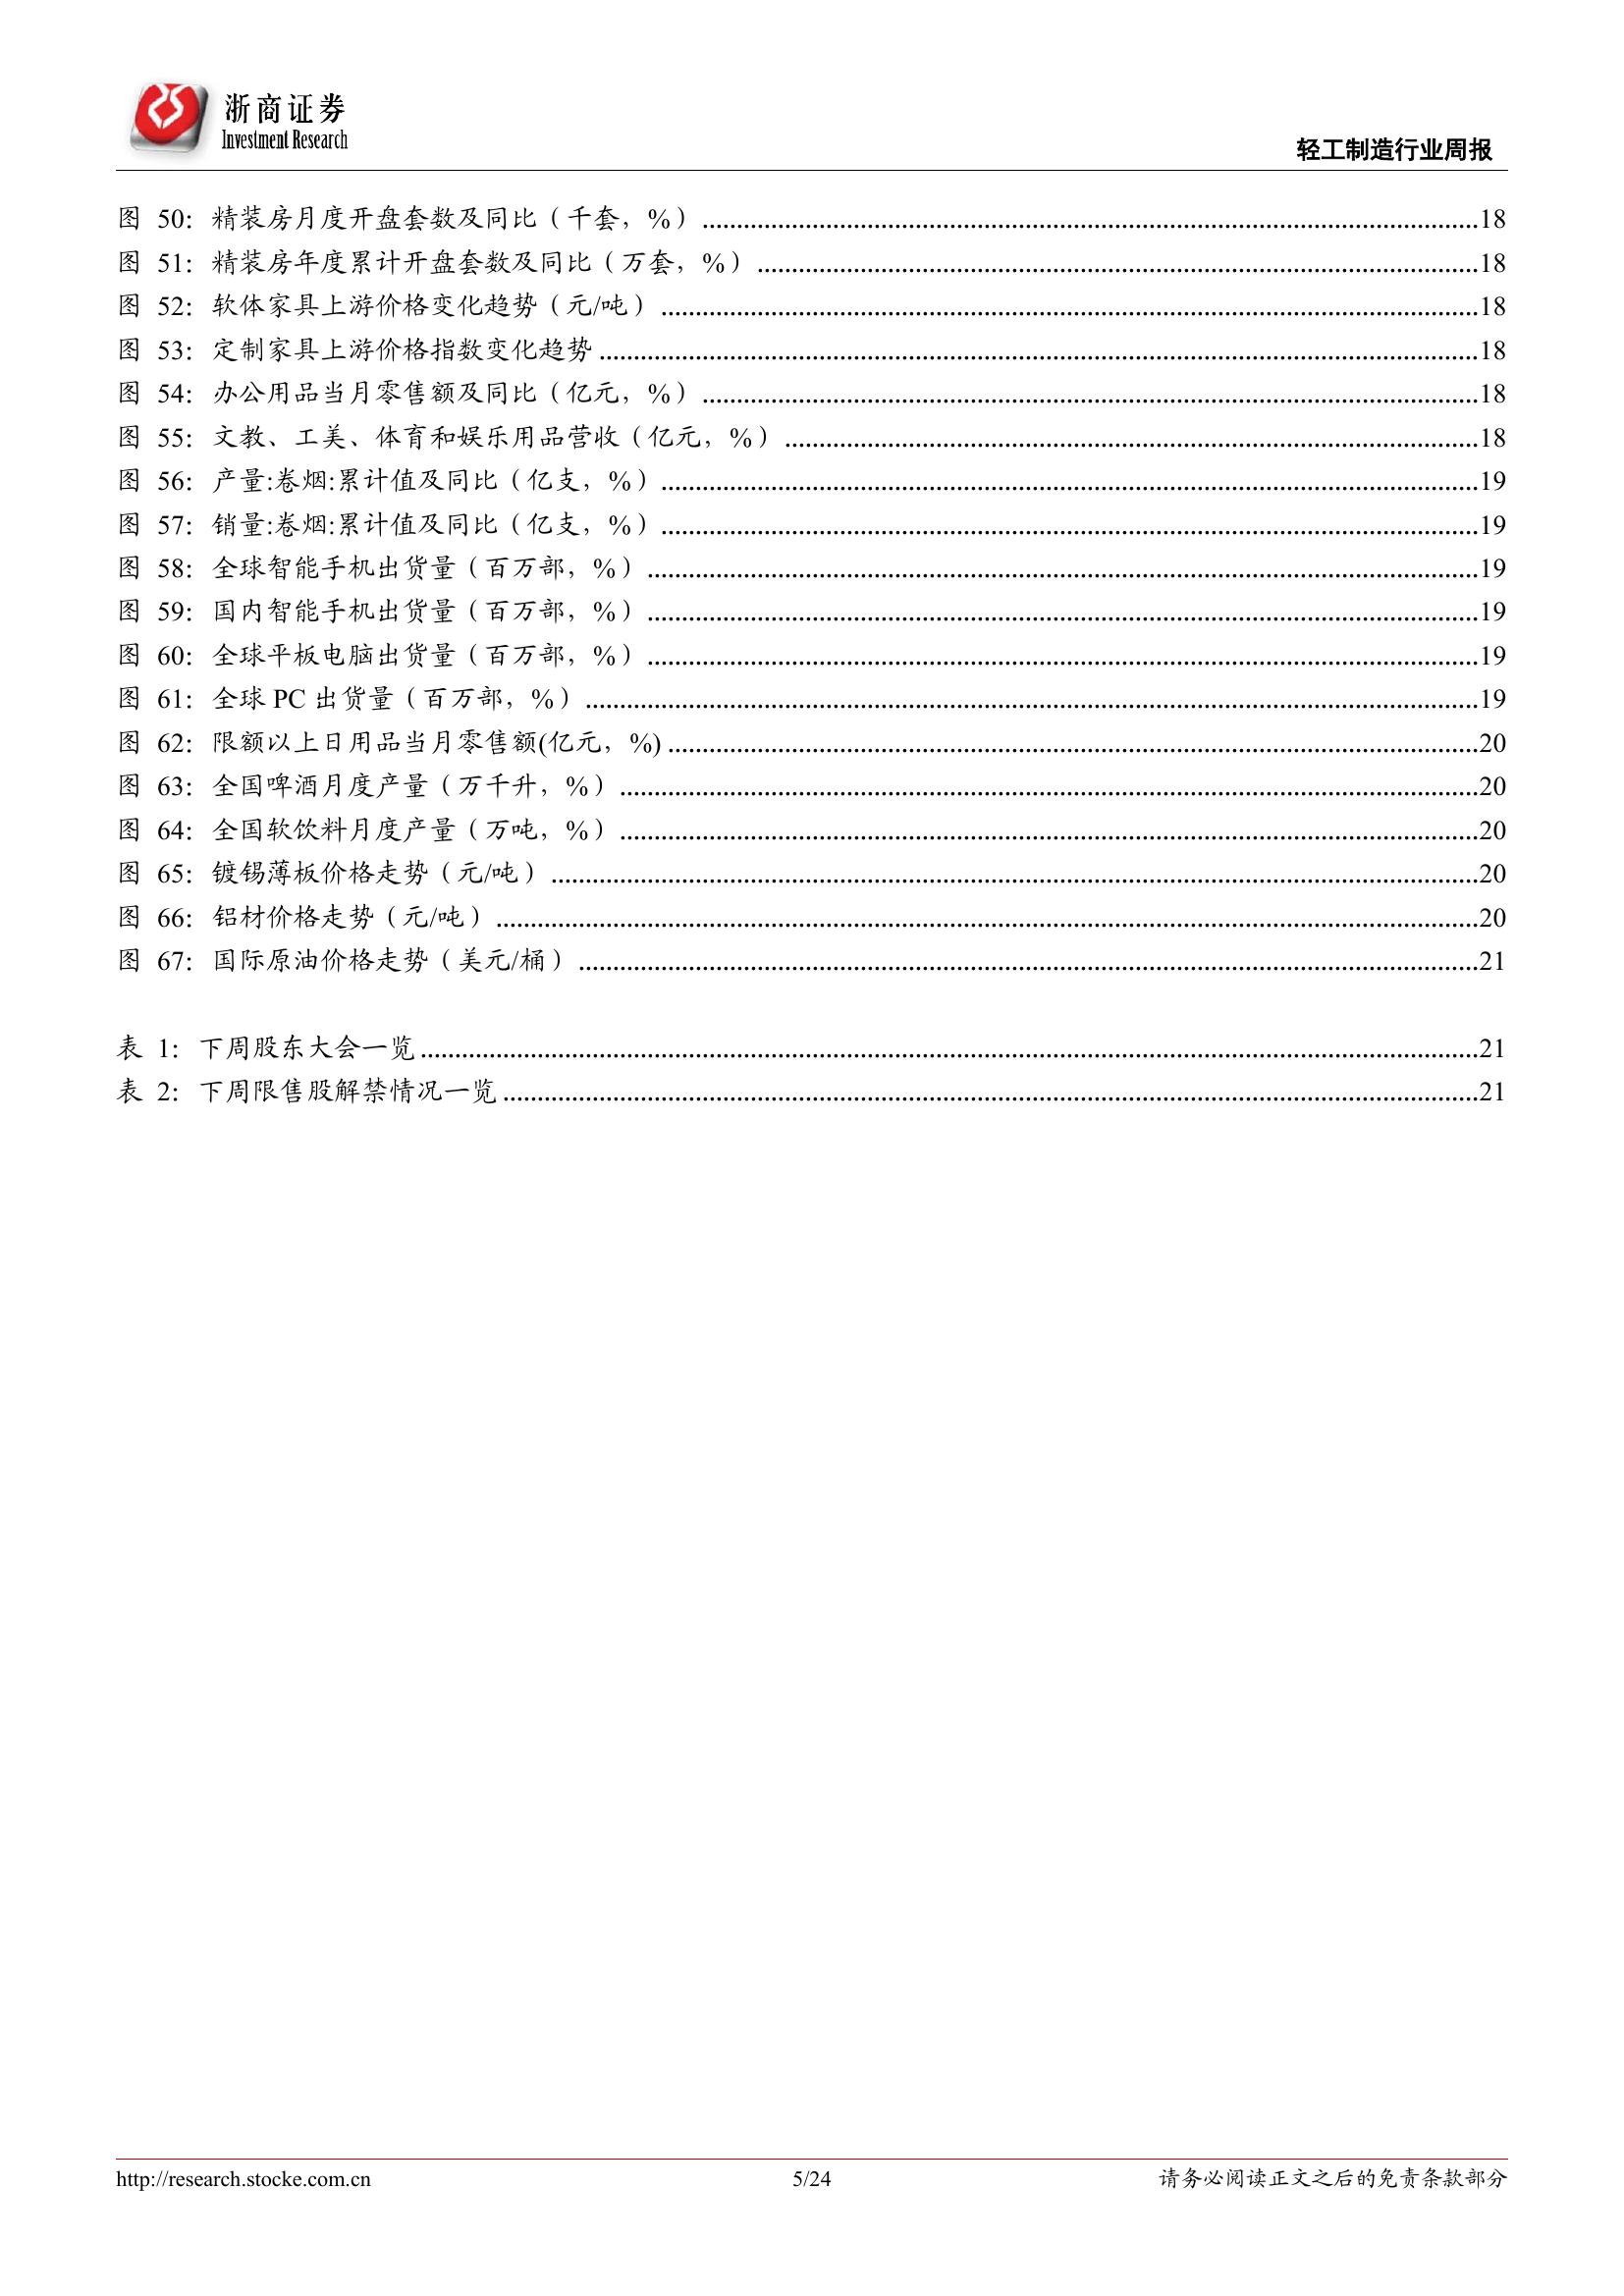 浙商证券
Investment Research
轻工制造行业周报
图 50：精装房月度开盘套数及同比（千套，%）18
图 51：精装房年度累计开盘套数及同比（万套，%）18
图 52：软体家具上游价格变化趋势（元/吨）18
图 53：定制家具上游价格指数变化趋势18
图 54：办公用品当月零售额及同比（亿元，%）18
图 55：文教、工美、体育和娱乐用品营收（亿元，%）18
图 56：产量:卷烟:累计值及同比（亿支，%）19
图 57：销量:卷烟:累计值及同比（亿支，%）19
图 58：全球智能手机出货量（百万部，%）19
图 59：国内智能手机出货量（百万部，%）19
图 60：全球平板电脑出货量（百万部，%）19
图 61：全球 PC 出货量（百万部，%）19
图 62：限额以上日用品当月零售额(亿元，%)20
图 63：全国啤酒月度产量（万千升，%）20
图 64：全国软饮料月度产量（万吨，%）20
图 65：镀锡薄板价格走势（元/吨）20
图 66：铝材价格走势（元/吨）20
图 67：国际原油价格走势（美元/桶）21
表 1：下周股东大会一览21
表 2：下周限售股解禁情况一览21
http://research.stocke.com.cn
5/24
请务必阅读正文之后的免责条款部分